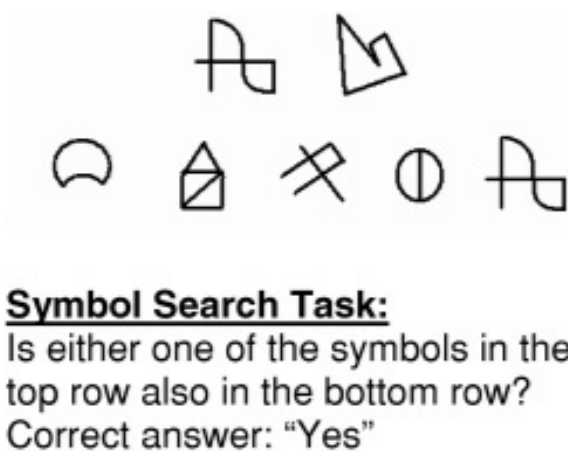 Symbol Search Task:
Is either one of the symbols in the
top row also in the bottom row?
Correct answer: “Yes”